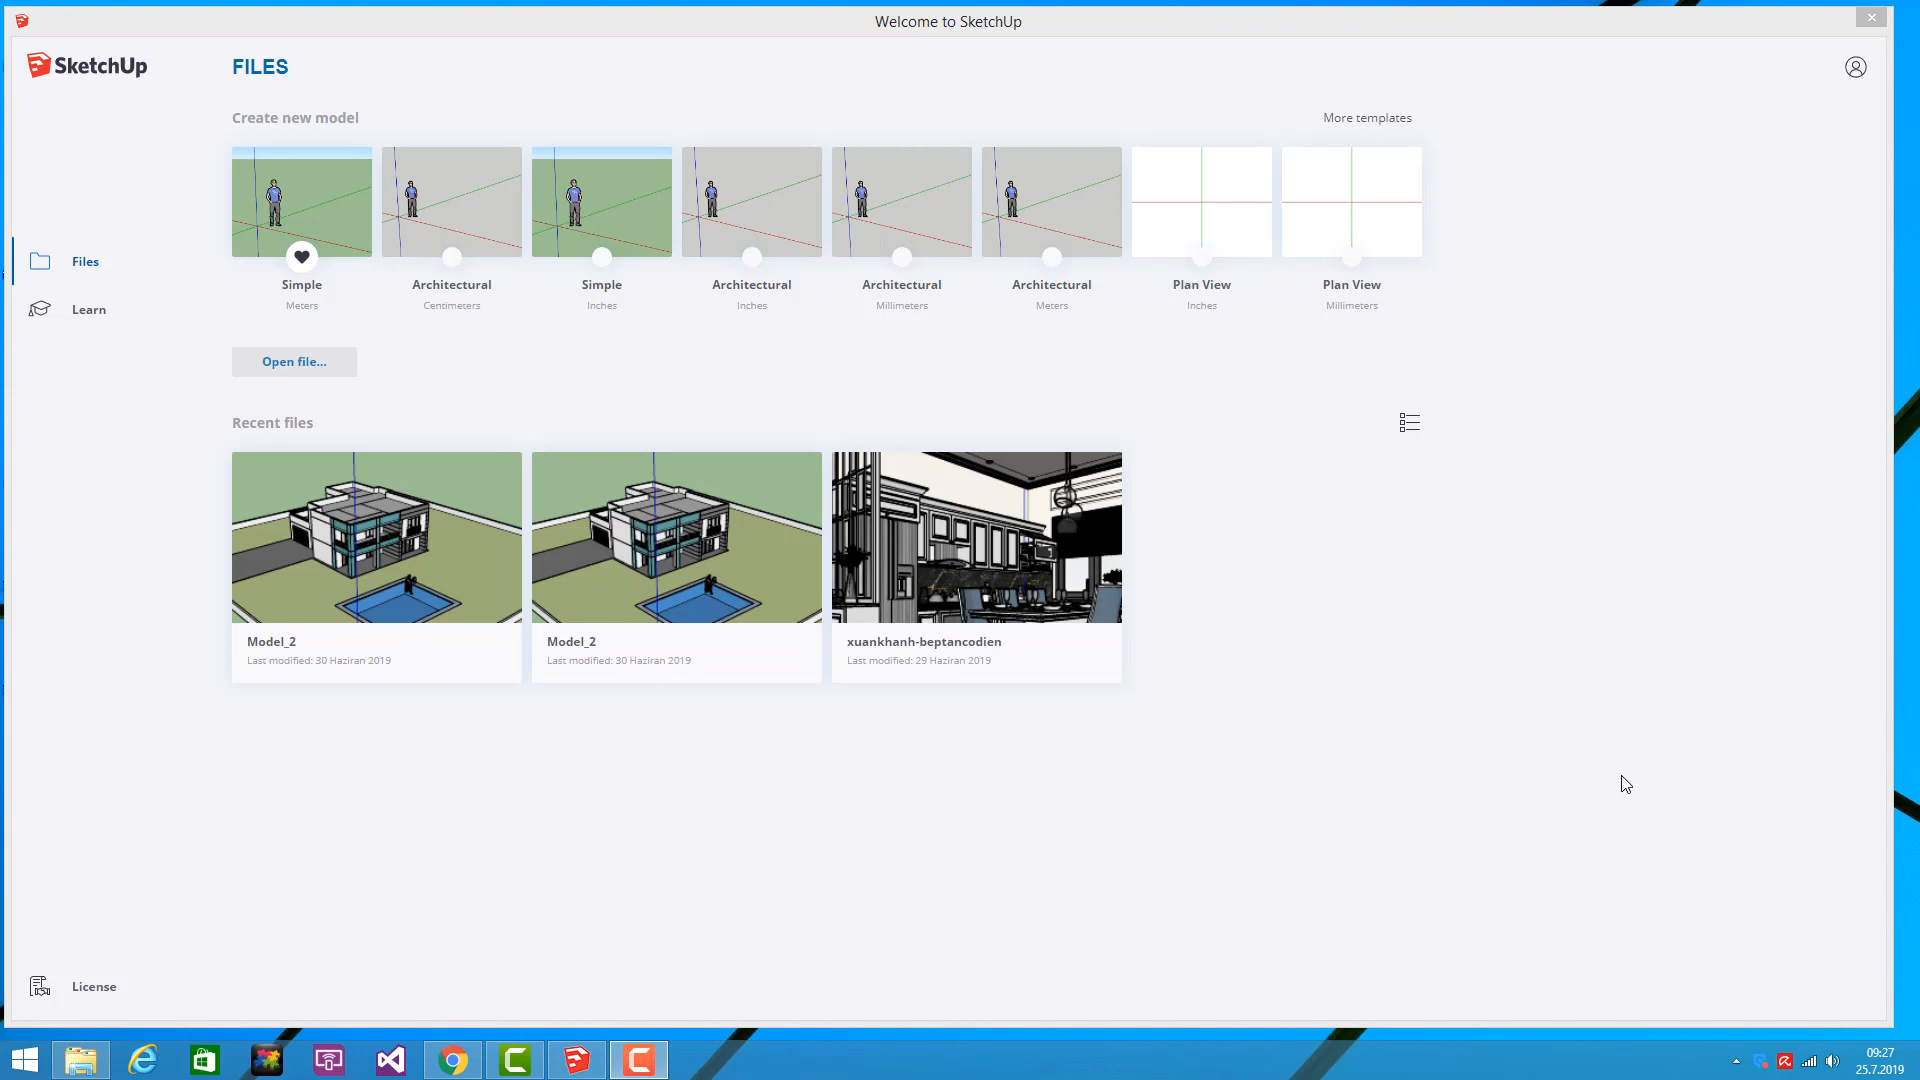 Welcome to SketchUp
SketchUp
FILES
Create new model
More templates
Simple
Meters
Architectural
Centimeters
Simple
Inches
Architectural
Inches
Architectural
Millimeters
Architectural
Meters
Plan View
Inches
Plan View
Millimeters
Files
Learn
Open file...
Recent files
Model_2
Last modified: 30 Haziran 2019
Model_2
Last modified: 30 Haziran 2019
xuankhanh-beptancodien
Last modified: 29 Haziran 2019
License
09:27
25.7.2019